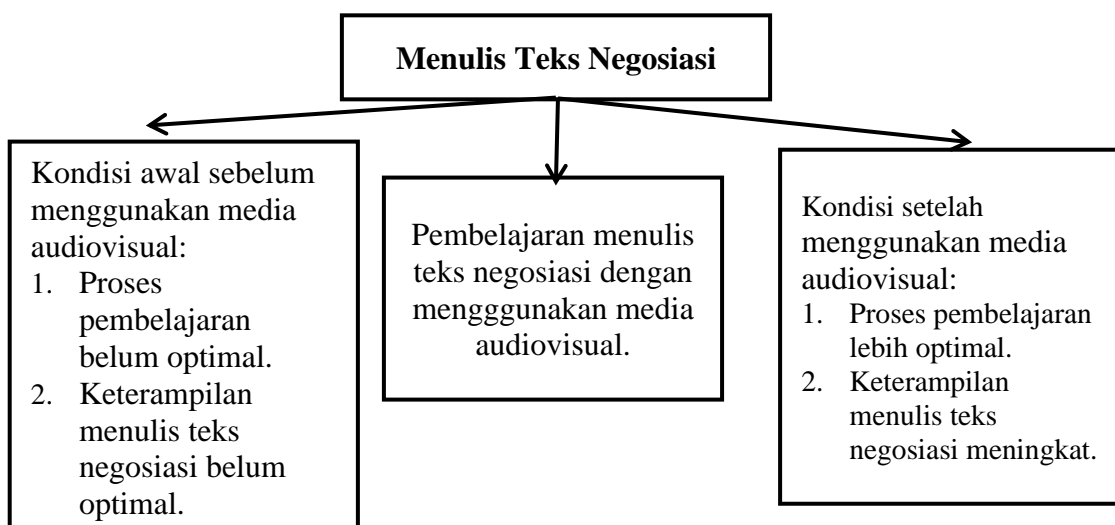 Menulis Teks Negosiasi
Kondisi awal sebelum
menggunakan media
audiovisual:
1. Proses
pembelajaran
belum optimal.
2. Keterampilan
menulis teks
negosiasi belum
optimal.
Pembelajaran menulis
teks negosiasi dengan
mengggunakan media
audiovisual.
Kondisi setelah
menggunakan media
audiovisual:
1. Proses pembelajaran
lebih optimal.
2. Keterampilan
menulis teks
negosiasi meningkat.